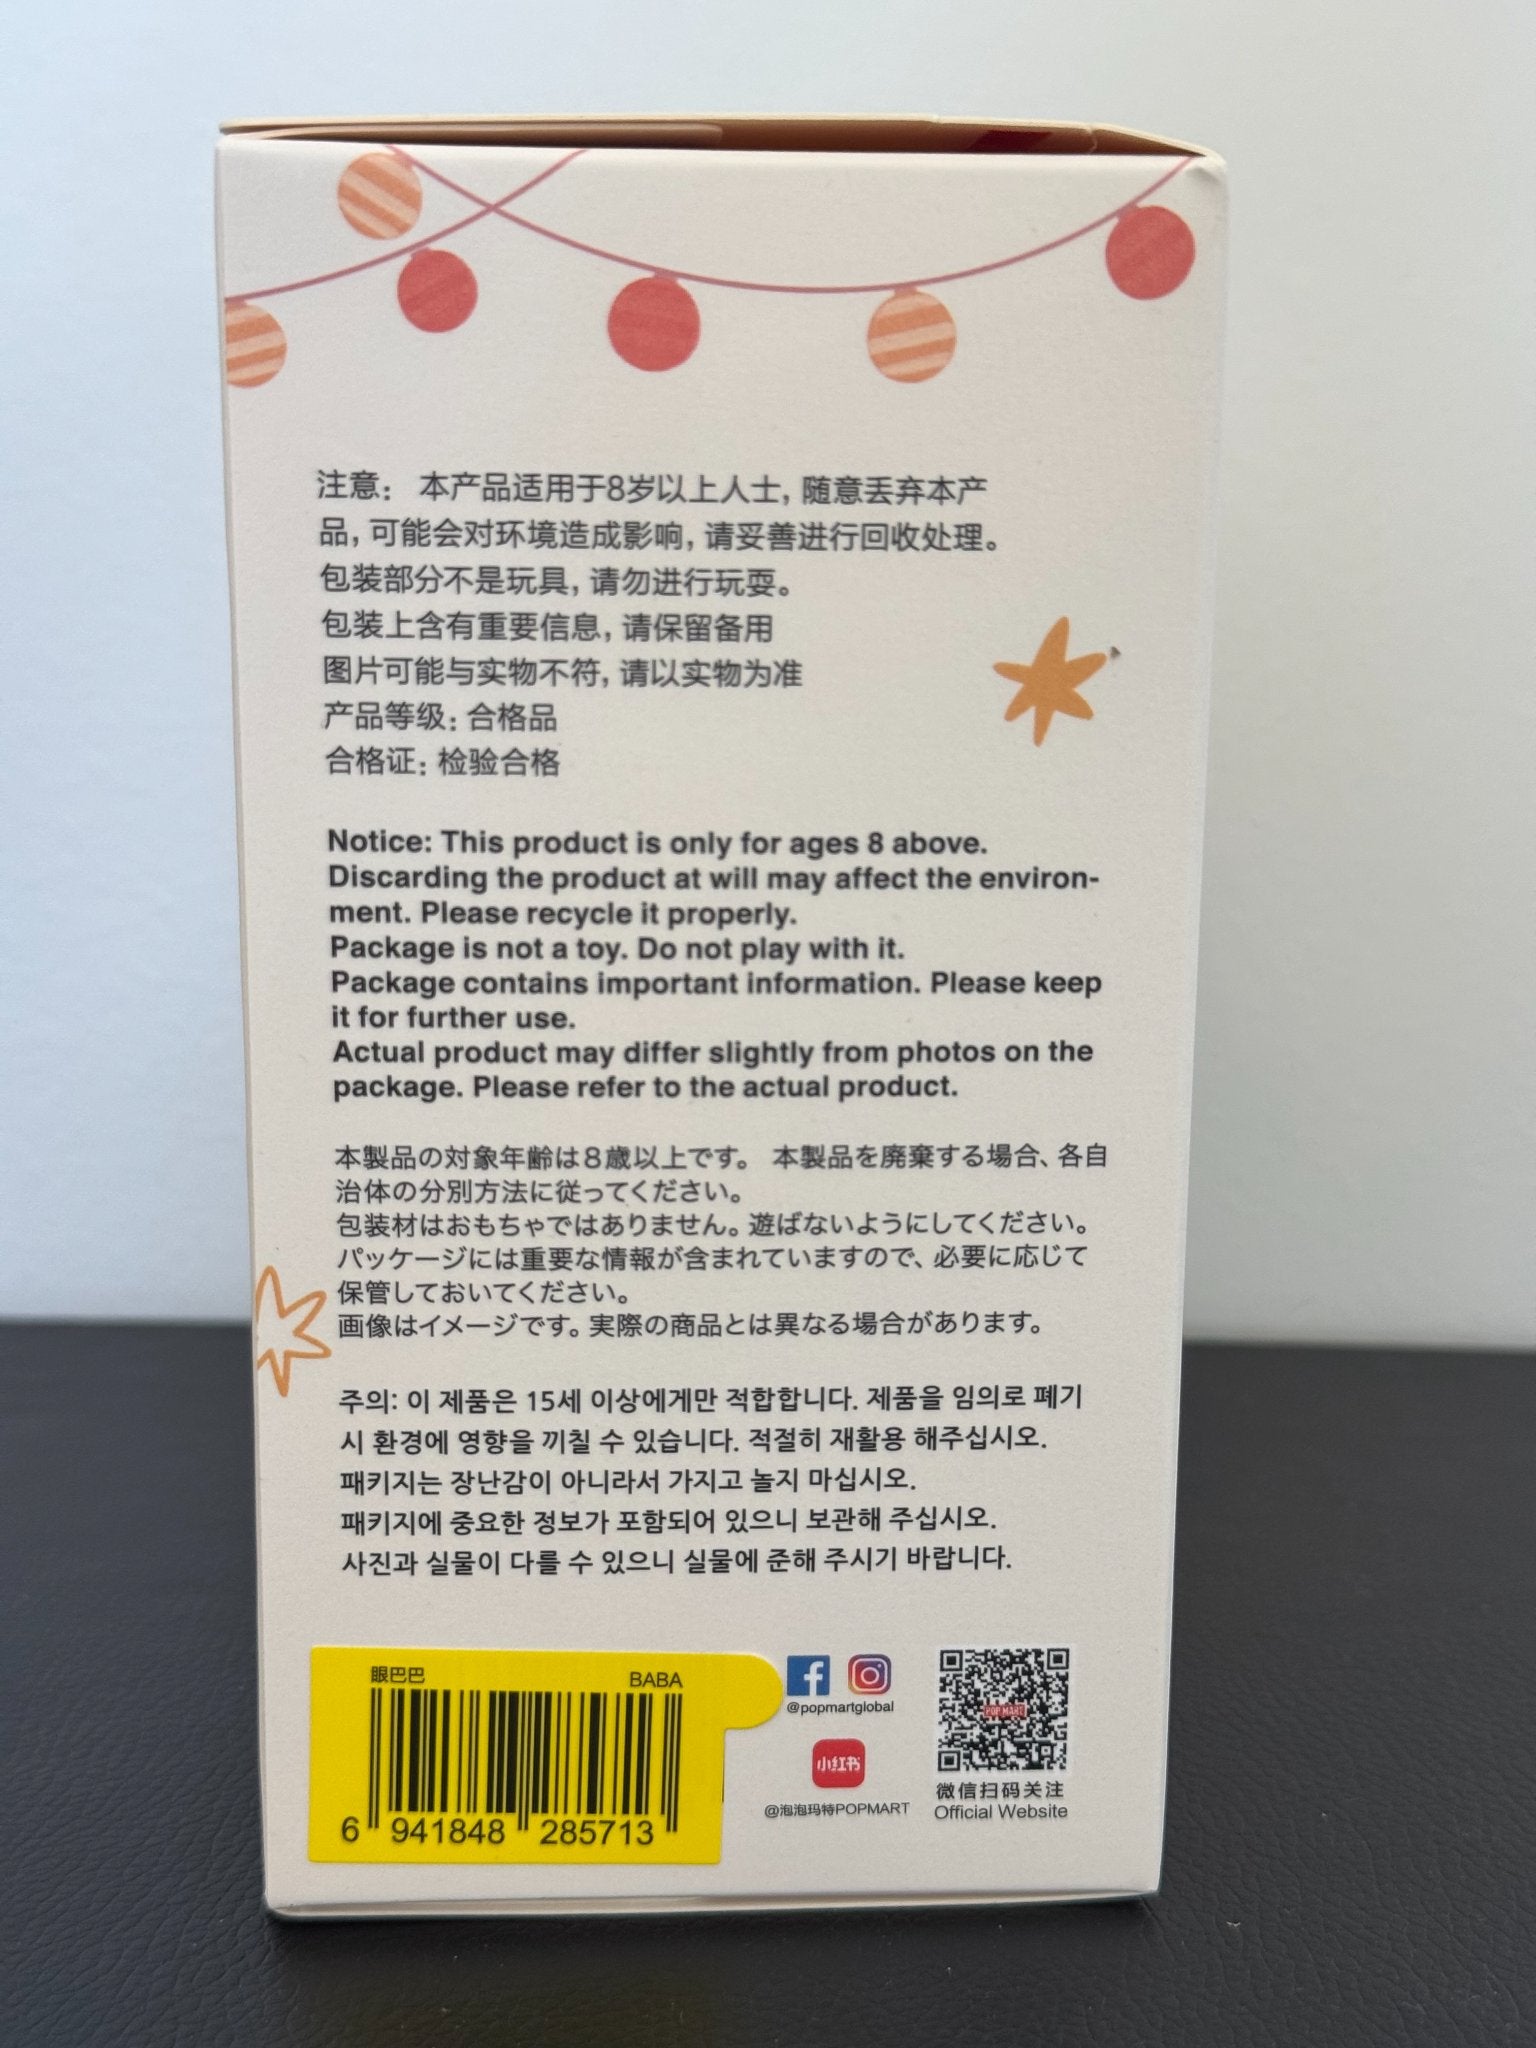 注意： 本产品适用于8岁以上人士, 随意丢弃本产
品, 可能会对环境造成影响, 请妥善进行回收处理。
包装部分不是玩具, 请勿进行玩耍。
包装上含有重要信息, 请保留备用
图片可能与实物不符, 请以实物为准
产品等级: 合格品
合格证: 检验合格
Notice: This product is only for ages 8 above.
Discarding the product at will may affect the environ-
ment. Please recycle it properly.
Package is not a toy. Do not play with it.
Package contains important information. Please keep
it for further use.
Actual product may differ slightly from photos on the
package. Please refer to the actual product.
本製品の対象年齢は8歳以上です。 本製品を廃棄する場合、各自
治体の分別方法に従ってください。
包装材はおもちゃではありません。遊ばないようにしてください。
パッケージには重要な情報が含まれていますので、必要に応じて
保管しておいてください。
画像はイメージです。実際の商品とは異なる場合があります。
주의: 이 제품은 15세 이상에게만 적합합니다. 제품을 임의로 폐기
시 환경에 영향을 끼칠 수 있습니다. 적절히 재활용 해주십시오.
패키지는 장난감이 아니라서 가지고 놀지 마십시오.
패키지에 중요한 정보가 포함되어 있으니 보관해 주십시오.
사진과 실물이 다를 수 있으니 실물에 준해 주시기 바랍니다.
眼巴巴 BABA
6 941848 285713
@popmartglobal
小红书
@泡泡玛特POPMART
POP MART
微信扫码关注
Official Website